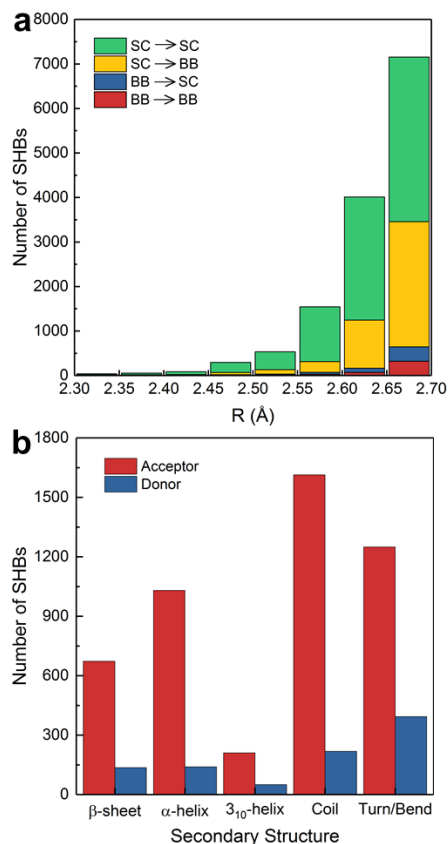 a
SC → SC
SC → BB
BB → SC
BB → BB
Number of SHBs
8000
7000
6000
5000
4000
3000
2000
1000
0
2.30 2.35 2.40 2.45 2.50 2.55 2.60 2.65 2.70
R (Å)
b
Acceptor
Donor
Number of SHBs
1800
1500
1200
900
600
300
0
β-sheet α-helix 3₁₀-helix Coil Turn/Bend
Secondary Structure